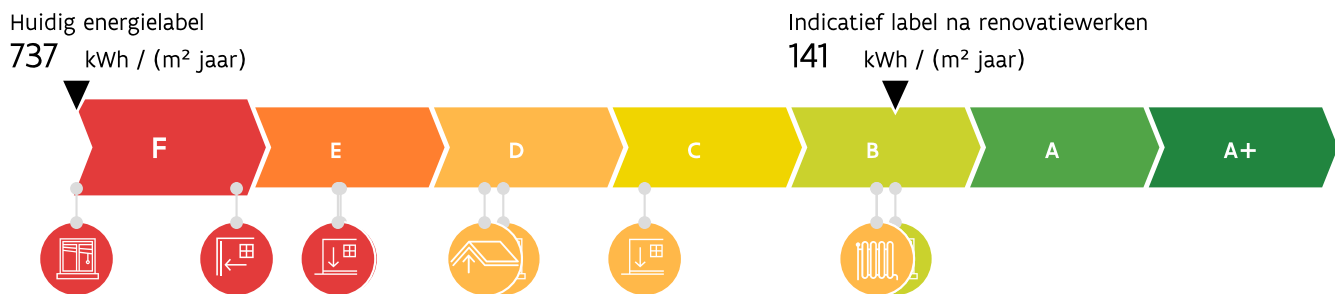 Huidig energielabel
737 kWh / (m² jaar)
Indicatief label na renovatiewerken
141 kWh / (m² jaar)
F E D C B A A+